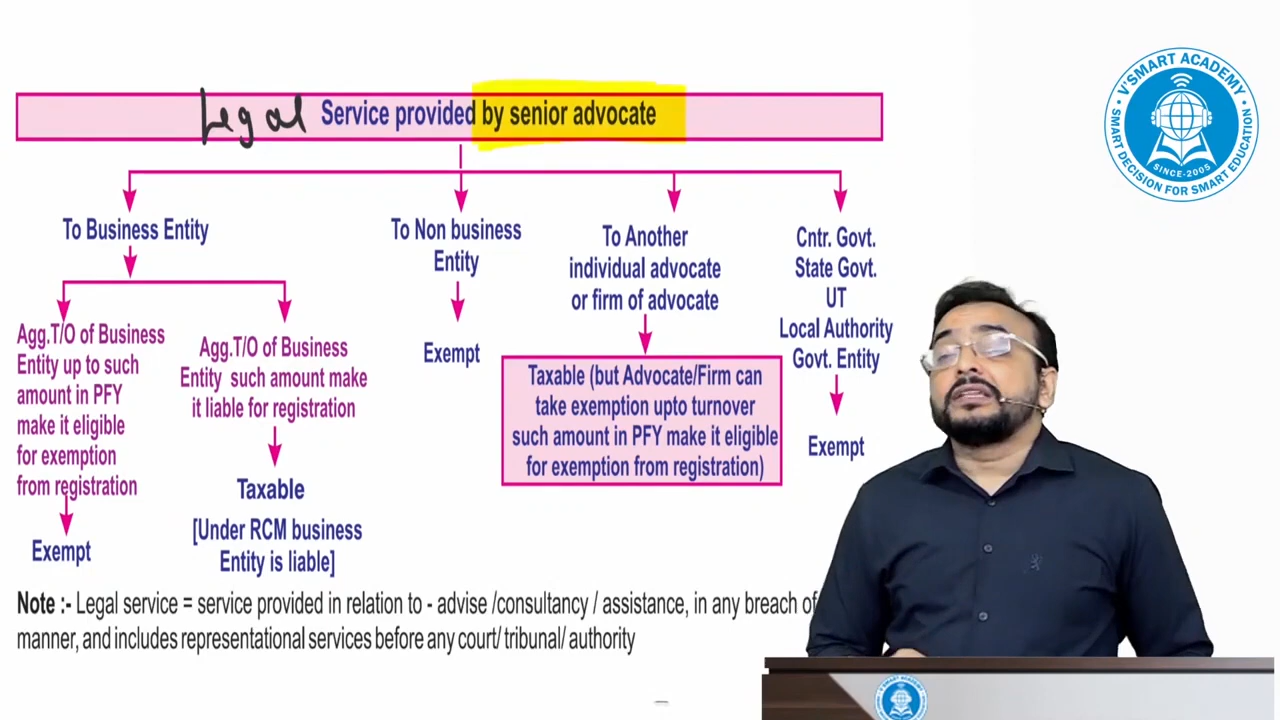 Legal Service provided by senior advocate
To Business Entity
Agg.T/O of Business
Entity up to such
amount in PFY
make it eligible
for exemption
from registration
Exempt
Agg.T/O of Business
Entity such amount make
it liable for registration
Taxable
[Under RCM business
Entity is liable]
To Non business
Entity
Exempt
To Another
individual advocate
or firm of advocate
Taxable (but Advocate/Firm can
take exemption upto turnover
such amount in PFY make it eligible
for exemption from registration)
Cntr. Govt.
State Govt.
UT
Local Authority
Govt. Entity
Exempt
Note :- Legal service = service provided in relation to - advise /consultancy / assistance, in any breach of
manner, and includes representational services before any court/ tribunal/ authority
V'SMART ACADEMY
SINCE-2005
SMART DECISION FOR SMART EDUCATION